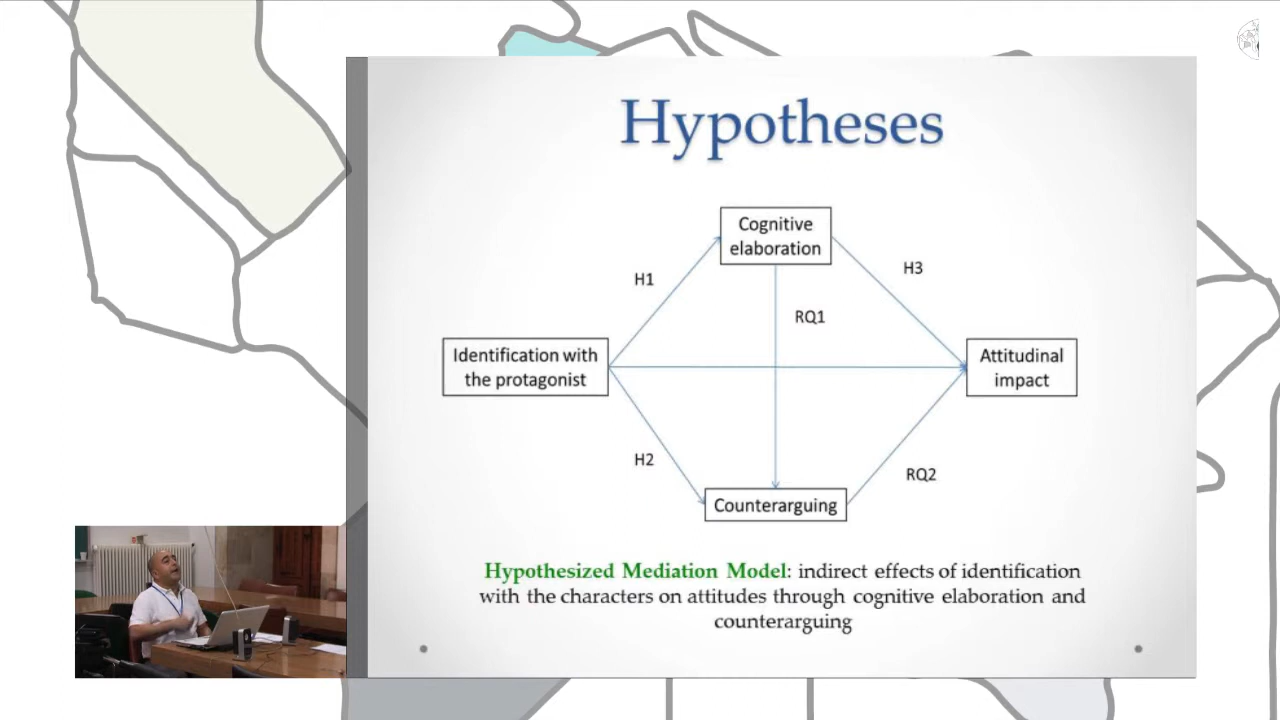 Hypotheses
Cognitive
elaboration
H1
H3
RQ1
Identification with
the protagonist
Attitudinal
impact
H2
RQ2
Counterarguing
Hypothesized Mediation Model: indirect effects of identification
with the characters on attitudes through cognitive elaboration and
counterarguing